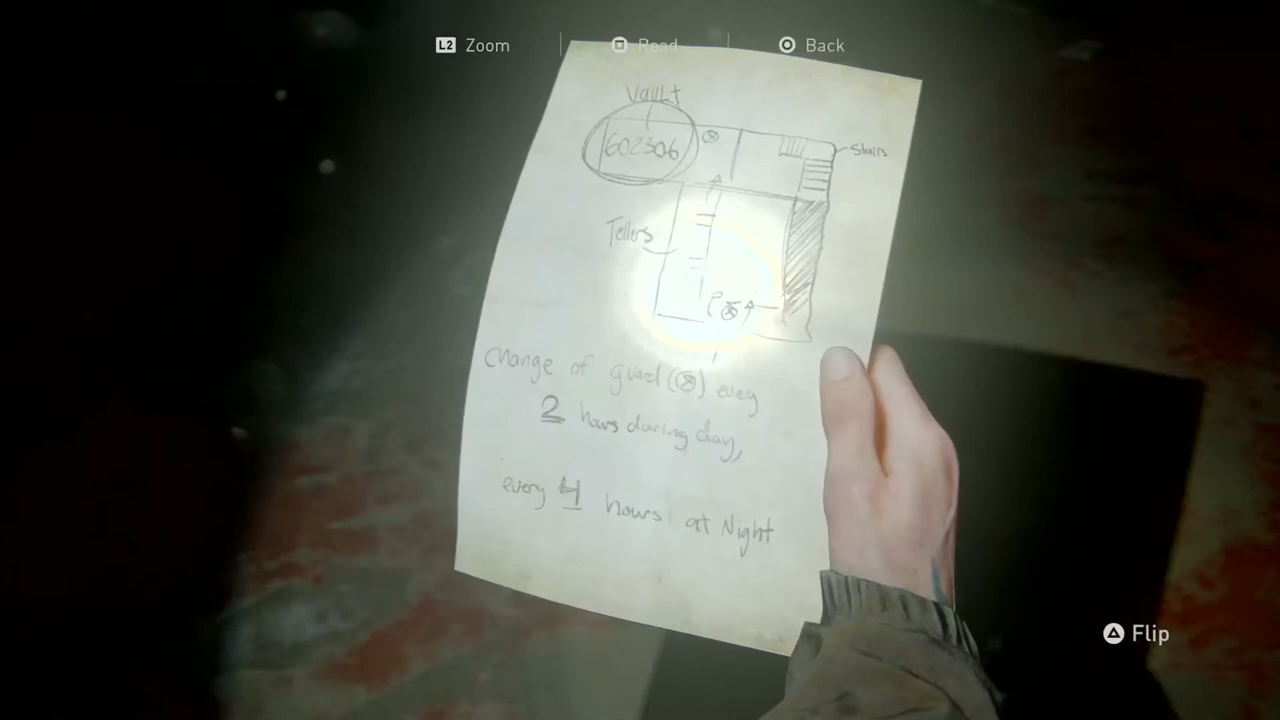 L2 Zoom
Read
Back
Vault
602306
Stairs
Tellers
Change of guard (⊗) every
2 hours during day,
every 4 hours at Night
Flip